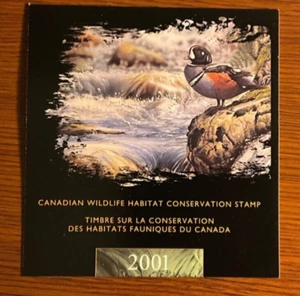 CANADIAN WILDLIFE HABITAT CONSERVATION STAMP
TIMBRE SUR LA CONSERVATION
DES HABITATS FAUNIQUES DU CANADA
2001